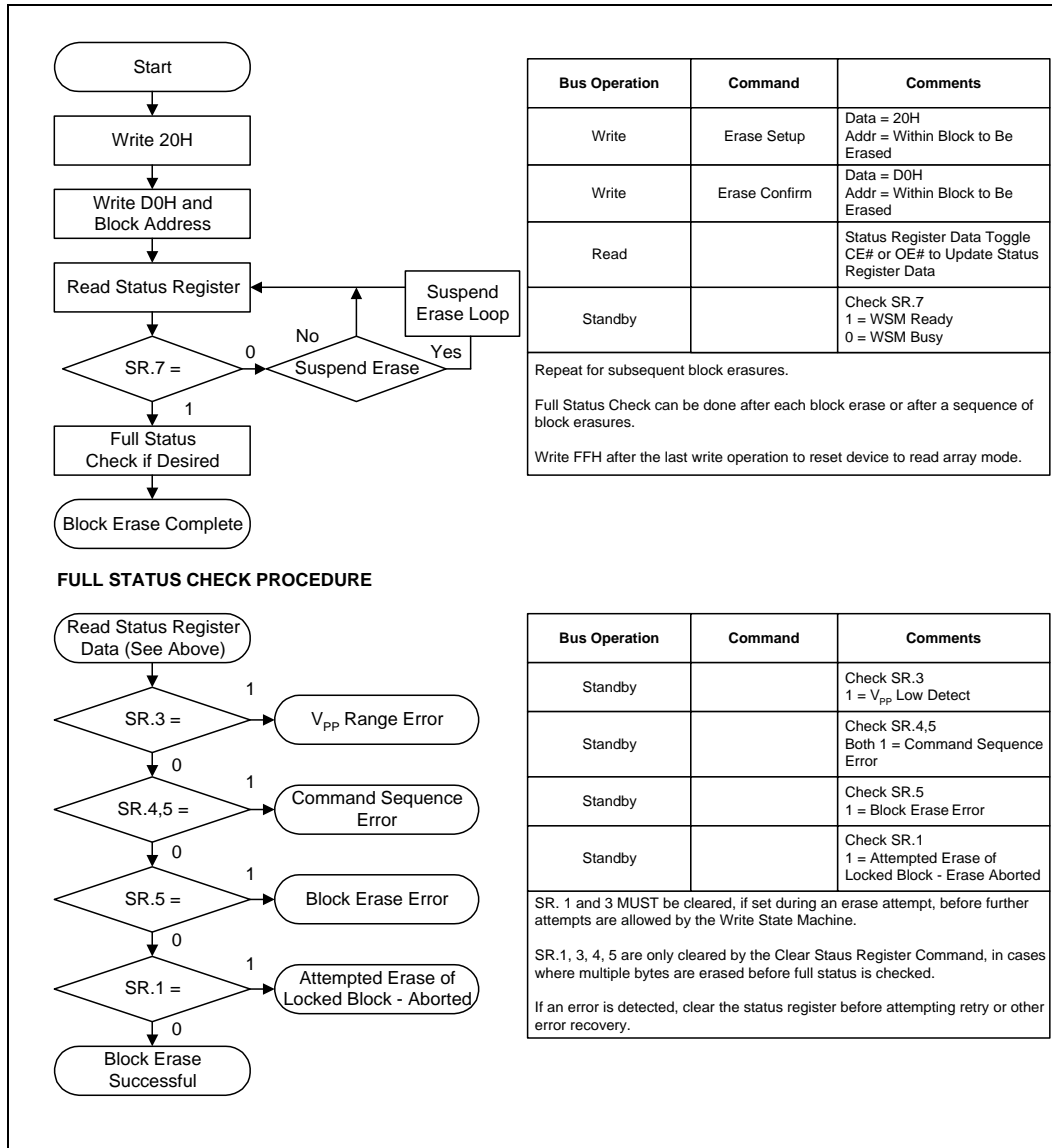 Start
Write 20H
Write D0H and
Block Address
Read Status Register
SR.7 =
0
1
No
Suspend Erase
Yes
Suspend
Erase Loop
Full Status
Check if Desired
Block Erase Complete
Bus Operation Command Comments
Write Erase Setup Data = 20H
Addr = Within Block to Be
Erased
Write Erase Confirm Data = D0H
Addr = Within Block to Be
Erased
Read Status Register Data Toggle
CE# or OE# to Update Status
Register Data
Standby Check SR.7
1 = WSM Ready
0 = WSM Busy
Repeat for subsequent block erasures.
Full Status Check can be done after each block erase or after a sequence of
block erasures.
Write FFH after the last write operation to reset device to read array mode.
FULL STATUS CHECK PROCEDURE
Read Status Register
Data (See Above)
SR.3 =
1
VPP Range Error
0
SR.4,5 =
1
Command Sequence
Error
0
SR.5 =
1
Block Erase Error
0
SR.1 =
1
Attempted Erase of
Locked Block - Aborted
0
Block Erase
Successful
Bus Operation Command Comments
Standby Check SR.3
1 = VPP Low Detect
Standby Check SR.4,5
Both 1 = Command Sequence
Error
Standby Check SR.5
1 = Block Erase Error
Standby Check SR.1
1 = Attempted Erase of
Locked Block - Erase Aborted
SR. 1 and 3 MUST be cleared, if set during an erase attempt, before further
attempts are allowed by the Write State Machine.
SR.1, 3, 4, 5 are only cleared by the Clear Staus Register Command, in cases
where multiple bytes are erased before full status is checked.
If an error is detected, clear the status register before attempting retry or other
error recovery.